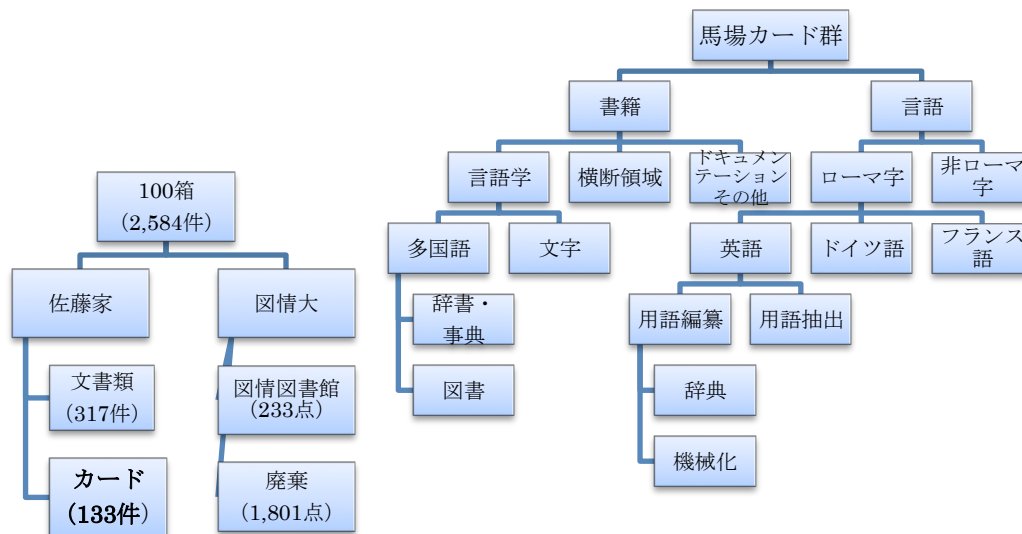 100箱
（2,584件）
佐藤家
図情大
文書類
（317件）
図情図書館
（233点）
カード
（133件）
廃棄
（1,801点）
馬場カード群
書籍
言語
言語学
横断領域
ドキュメン
テーション
その他
ローマ字
非ローマ
字
多国語
文字
英語
ドイツ語
フランス
語
辞書・
事典
用語編纂
用語抽出
図書
辞典
機械化